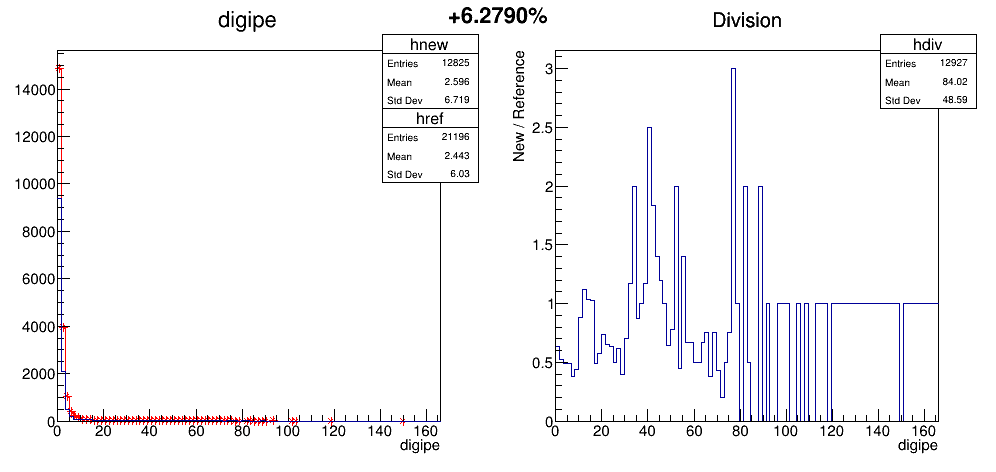 +6.2790%
digipe
hnew
Entries 12825
Mean 2.596
Std Dev 6.719
href
Entries 21196
Mean 2.443
Std Dev 6.03
14000
12000
10000
8000
6000
4000
2000
0
0 20 40 60 80 100 120 140 160
digipe
Division
hdiv
Entries 12927
Mean 84.02
Std Dev 48.59
New / Reference
3
2.5
2
1.5
1
0.5
0
0 20 40 60 80 100 120 140 160
digipe